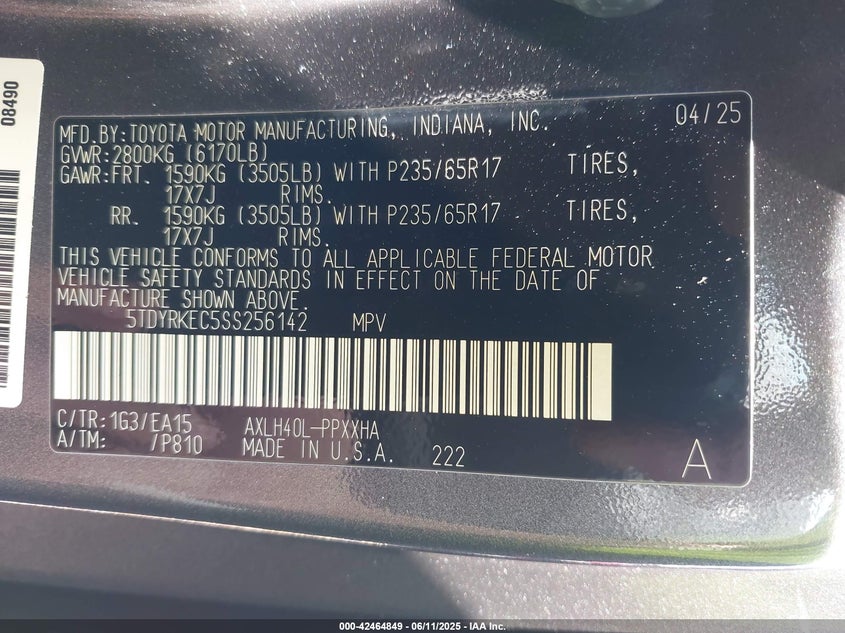 08490
MFD.BY:TOYOTA MOTOR MANUFACTURING, INDIANA, INC. 04/25
GVWR:2800KG (6170LB)
GAWR:FRT. 1590KG (3505LB) WITH P235/65R17 TIRES,
17X7J RIMS.
RR. 1590KG (3505LB) WITH P235/65R17 TIRES,
17X7J RIMS.
THIS VEHICLE CONFORMS TO ALL APPLICABLE FEDERAL MOTOR
VEHICLE SAFETY STANDARDS IN EFFECT ON THE DATE OF
MANUFACTURE SHOWN ABOVE.
5TDYRKEC5SS256142 MPV
C/TR:1G3/EA15 AXLH40L-PPXXHA
A/TM: /P810 MADE IN U.S.A. 222 A
000-42464849 - 06/11/2025 - IAA Inc.